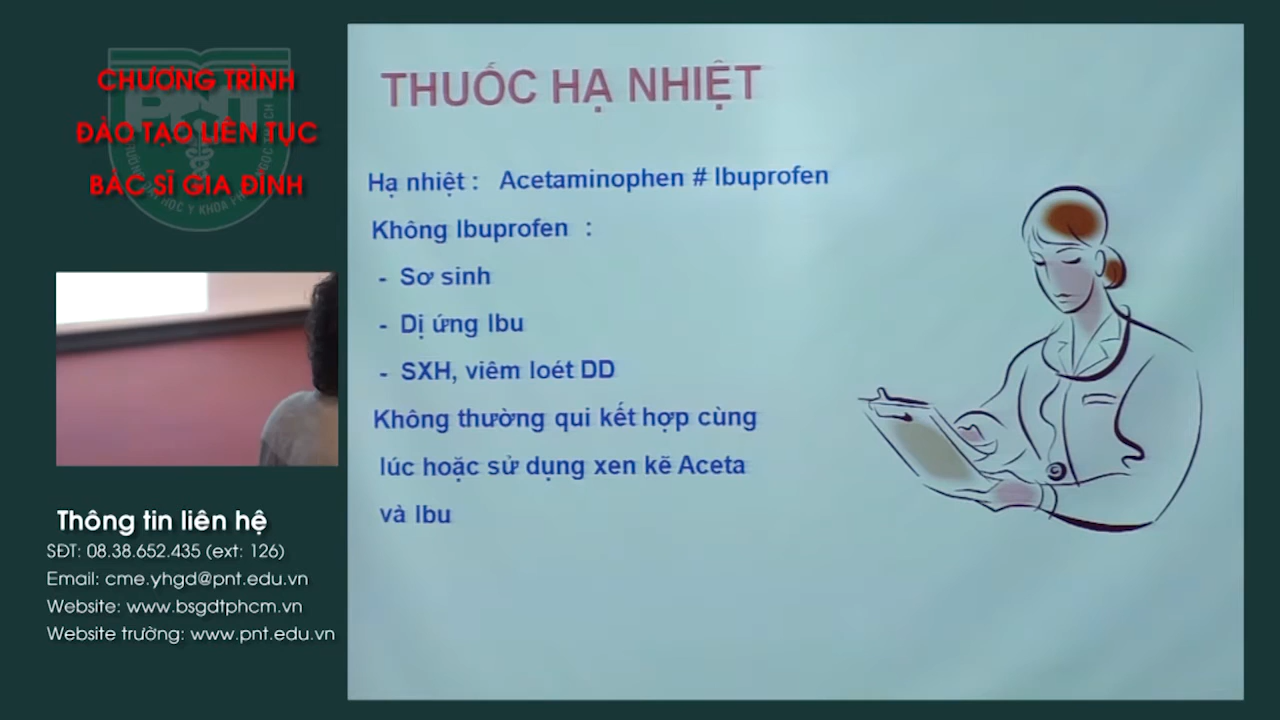 CHƯƠNG TRÌNH
ĐÀO TẠO LIÊN TỤC
BÁC SĨ GIA ĐÌNH
PNT
THUỐC HẠ NHIỆT
Hạ nhiệt : Acetaminophen # Ibuprofen
Không Ibuprofen :
- Sơ sinh
- Dị ứng Ibu
- SXH, viêm loét DD
Không thường qui kết hợp cùng
lúc hoặc sử dụng xen kẽ Aceta
và Ibu
Thông tin liên hệ
SĐT: 08.38.652.435 (ext: 126)
Email: cme.yhgd@pnt.edu.vn
Website: www.bsgdtphcm.vn
Website trường: www.pnt.edu.vn